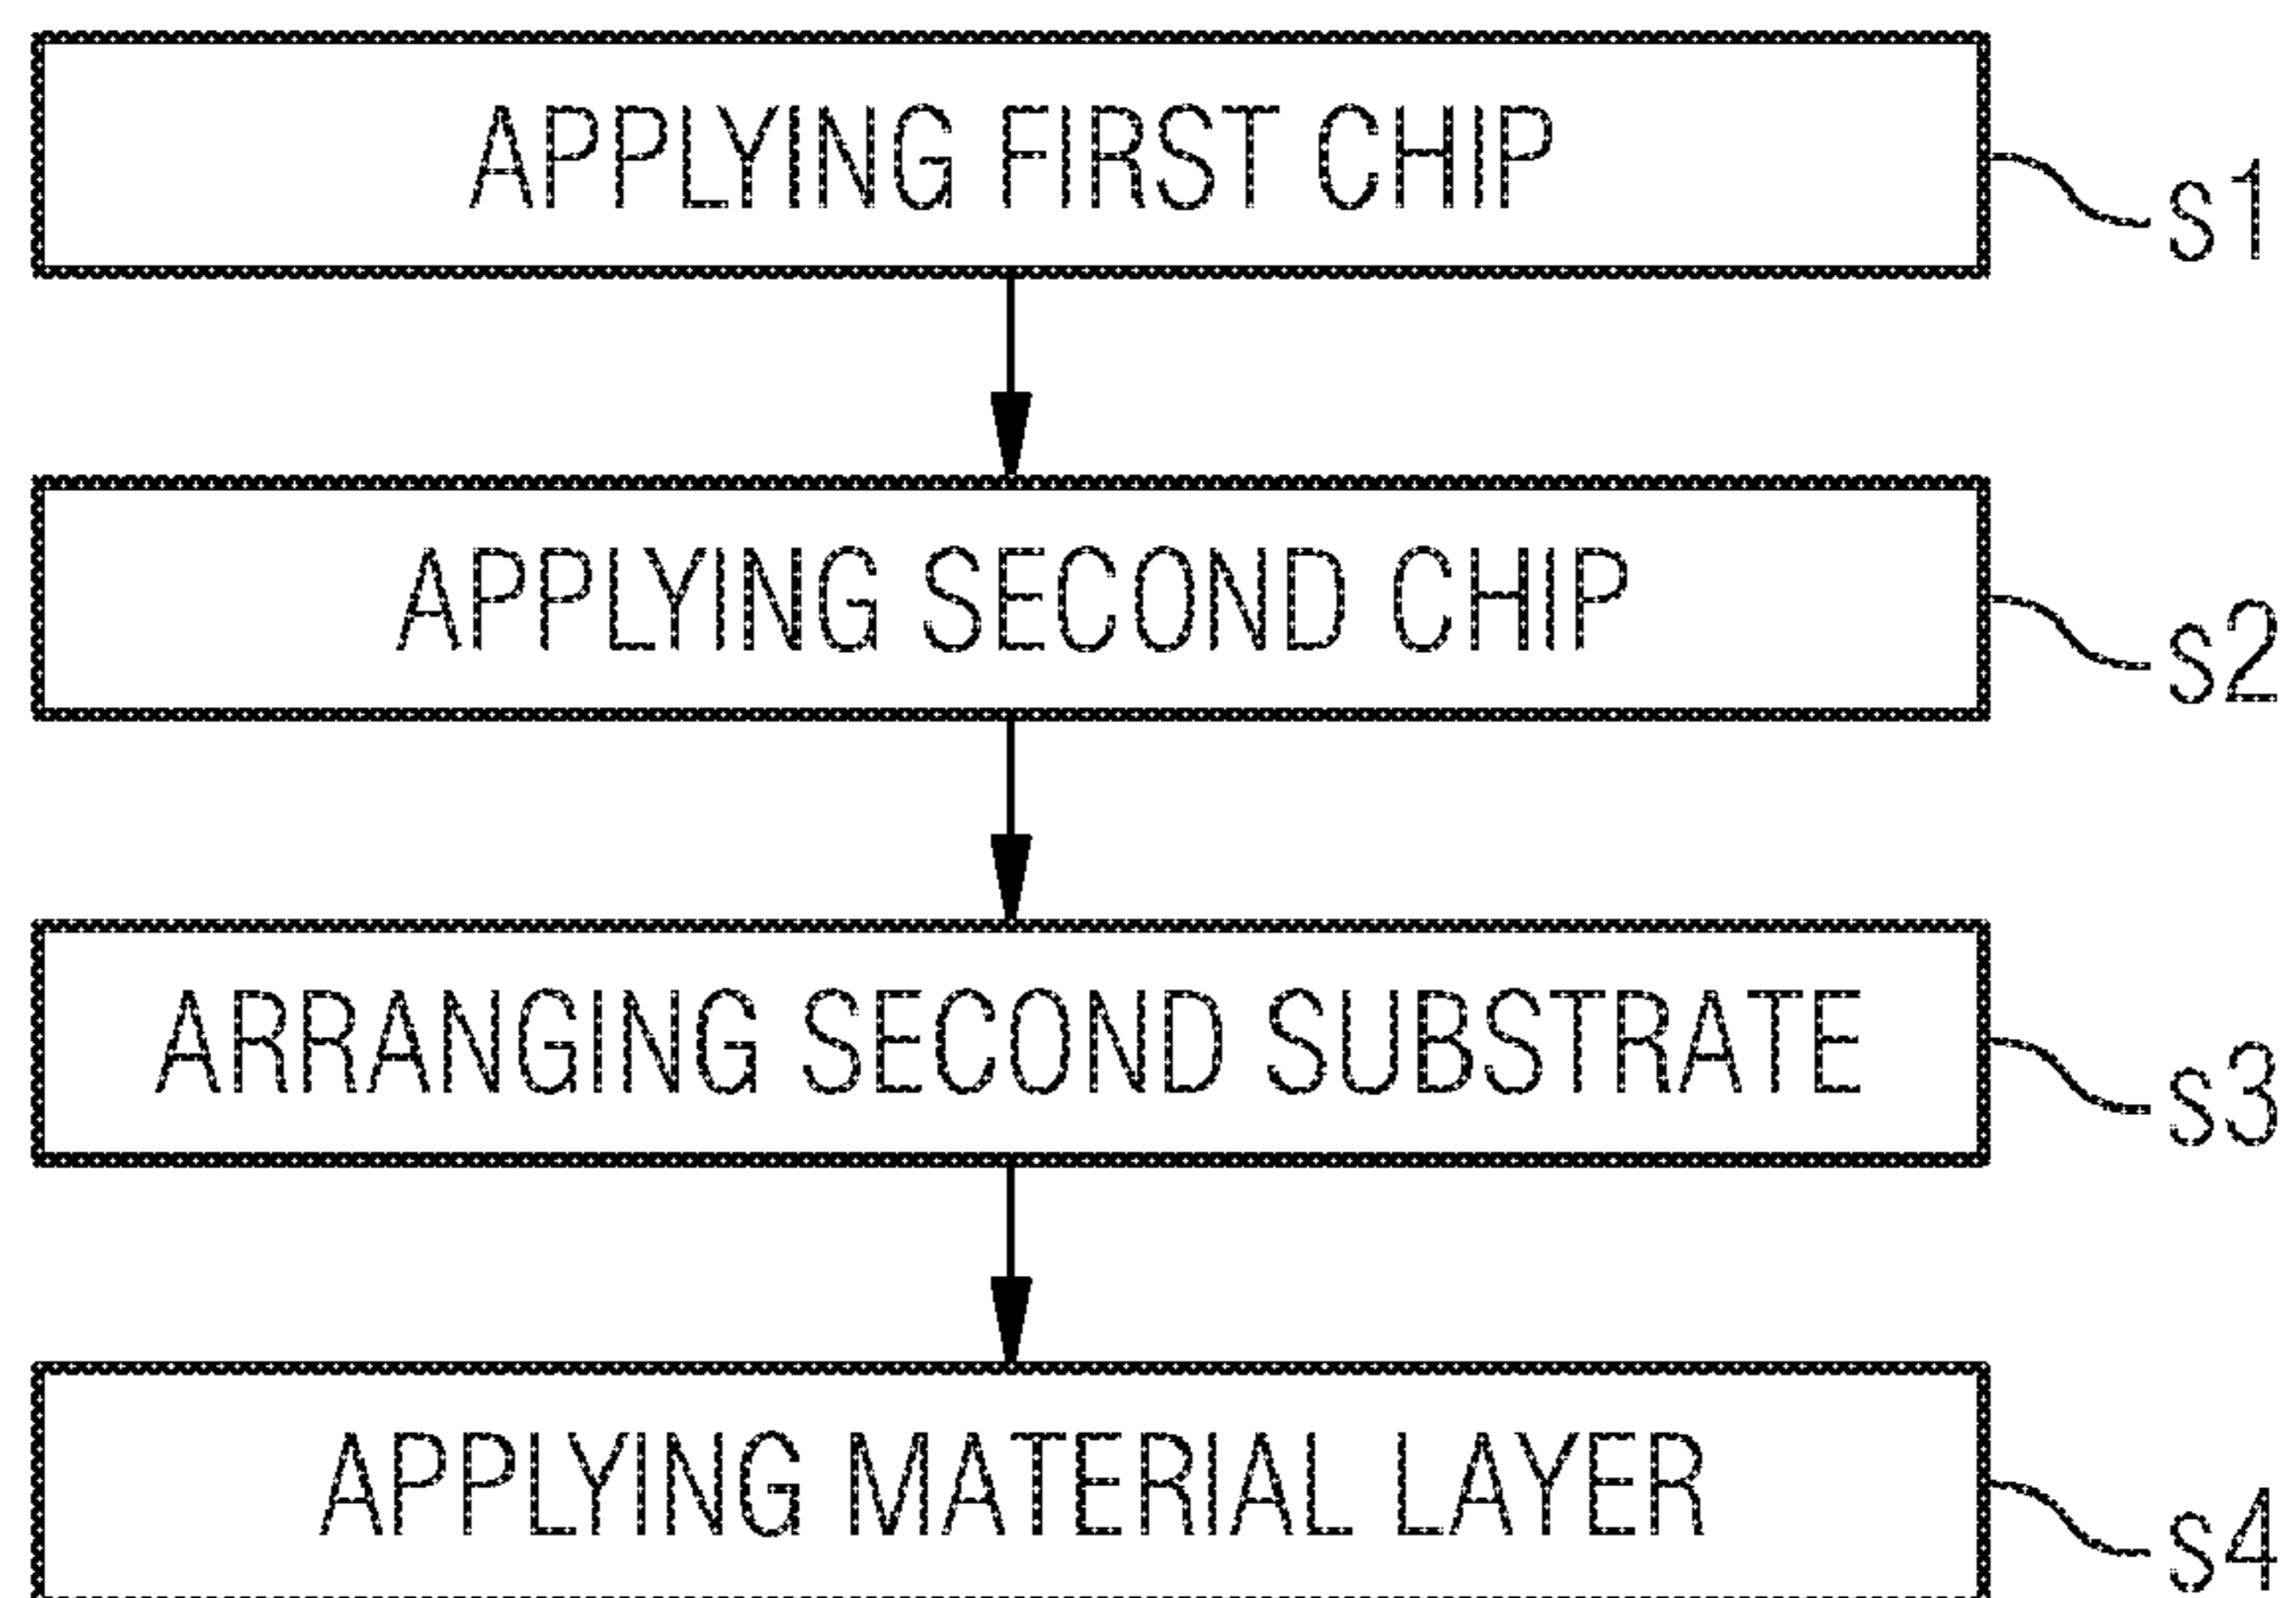 APPLYING FIRST CHIP
s1
APPLYING SECOND CHIP
s2
ARRANGING SECOND SUBSTRATE
s3
APPLYING MATERIAL LAYER
s4